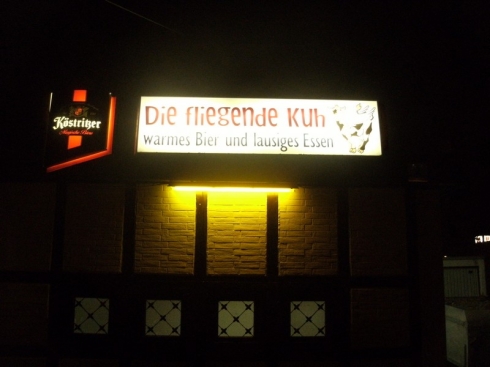 Köstritzer
Die fliegende Kuh
warmes Bier und lausiges Essen